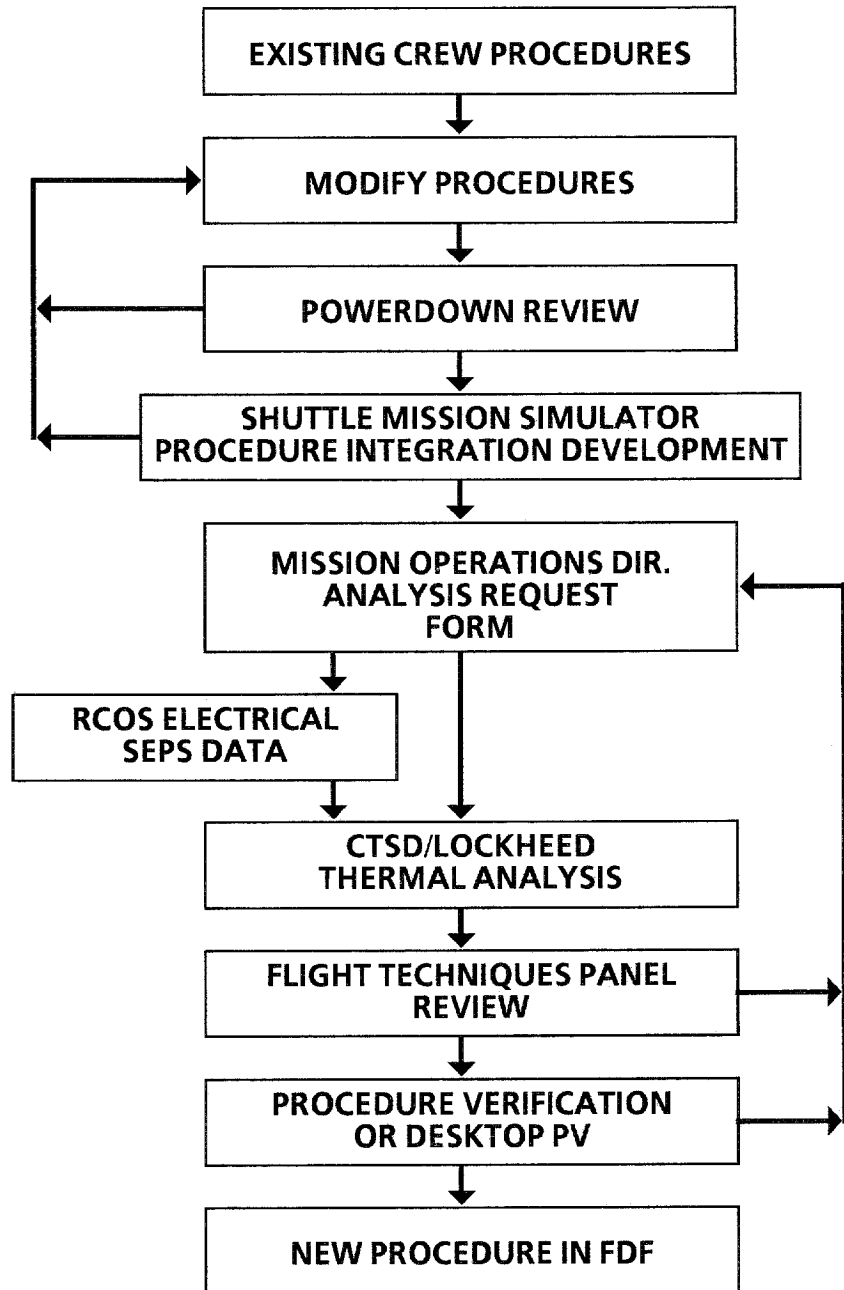 EXISTING CREW PROCEDURES
MODIFY PROCEDURES
POWERDOWN REVIEW
SHUTTLE MISSION SIMULATOR
PROCEDURE INTEGRATION DEVELOPMENT
MISSION OPERATIONS DIR.
ANALYSIS REQUEST
FORM
RCOS ELECTRICAL
SEPS DATA
CTSD/LOCKHEED
THERMAL ANALYSIS
FLIGHT TECHNIQUES PANEL
REVIEW
PROCEDURE VERIFICATION
OR DESKTOP PV
NEW PROCEDURE IN FDF